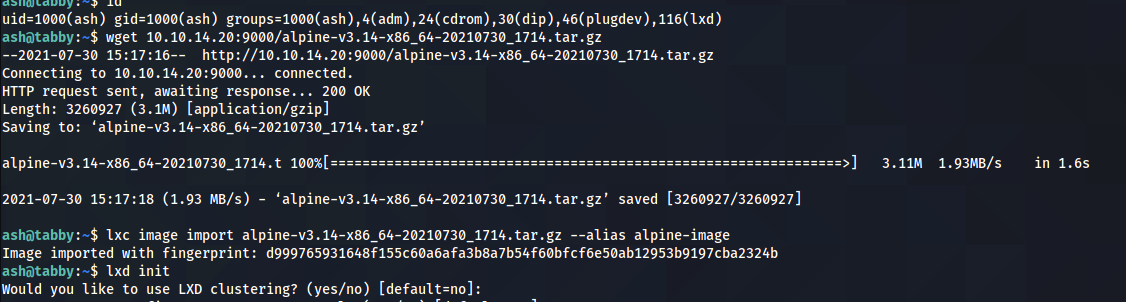 ash@tabby:~$ id
uid=1000(ash) gid=1000(ash) groups=1000(ash),4(adm),24(cdrom),30(dip),46(plugdev),116(lxd)
ash@tabby:~$ wget 10.10.14.20:9000/alpine-v3.14-x86_64-20210730_1714.tar.gz
--2021-07-30 15:17:16--  http://10.10.14.20:9000/alpine-v3.14-x86_64-20210730_1714.tar.gz
Connecting to 10.10.14.20:9000... connected.
HTTP request sent, awaiting response... 200 OK
Length: 3260927 (3.1M) [application/gzip]
Saving to: ‘alpine-v3.14-x86_64-20210730_1714.tar.gz’
alpine-v3.14-x86_64-20210730_1714.t 100%[================================================================>]   3.11M  1.93MB/s    in 1.6s
2021-07-30 15:17:18 (1.93 MB/s) - ‘alpine-v3.14-x86_64-20210730_1714.tar.gz’ saved [3260927/3260927]
ash@tabby:~$ lxc image import alpine-v3.14-x86_64-20210730_1714.tar.gz --alias alpine-image
Image imported with fingerprint: d999765931648f155c60a6afa3b8a7b54f60bfcf6e50ab12953b9197cba2324b
ash@tabby:~$ lxd init
Would you like to use LXD clustering? (yes/no) [default=no]: